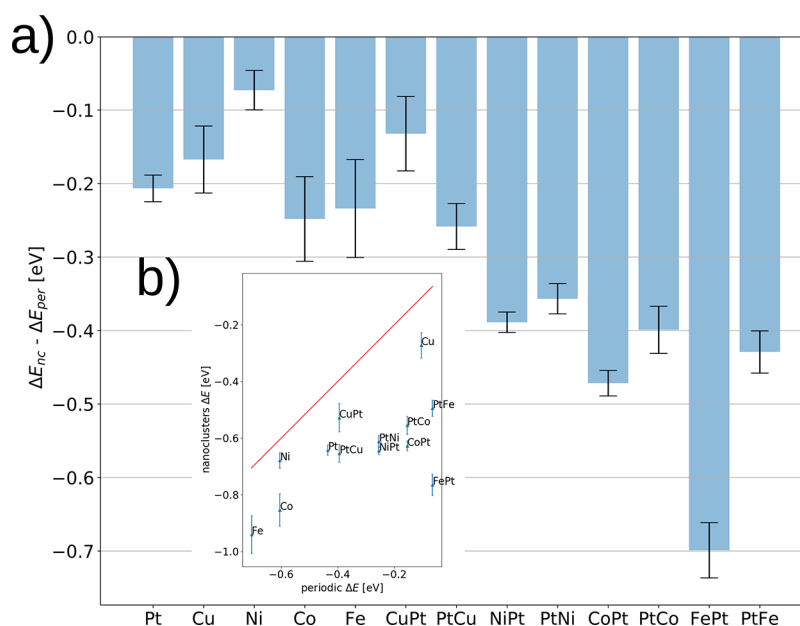 a)
0.0
−0.1
−0.2
−0.3
−0.4
−0.5
−0.6
−0.7
ΔE_nc - ΔE_per [eV]
Pt Cu Ni Co Fe CuPt PtCu NiPt PtNi CoPt PtCo FePt PtFe
b)
−0.2
−0.4
−0.6
−0.8
−1.0
nanoclusters ΔE [eV]
Cu
PtFe
CuPt
PtCo
PtNi
CoPt
Pt PtCu NiPt
Ni
FePt
Co
Fe
−0.6 −0.4 −0.2
periodic ΔE [eV]